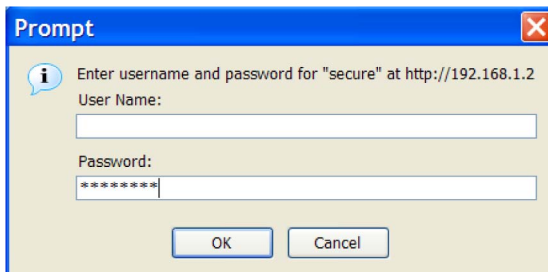 Prompt
Enter username and password for "secure" at http://192.168.1.2
User Name:
Password:
********
OK
Cancel